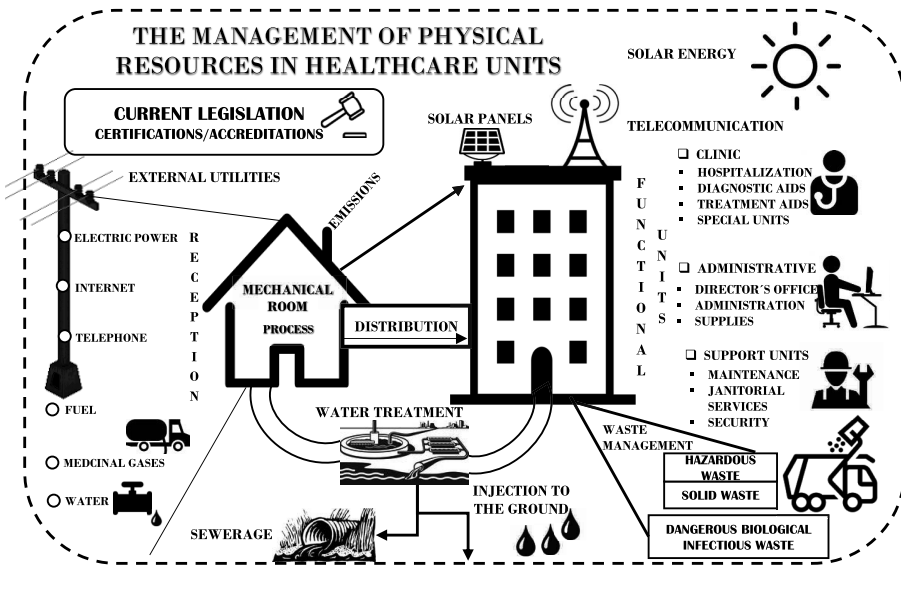 THE MANAGEMENT OF PHYSICAL
RESOURCES IN HEALTHCARE UNITS
CURRENT LEGISLATION
CERTIFICATIONS/ACCREDITATIONS
EXTERNAL UTILITIES
ELECTRIC POWER
INTERNET
TELEPHONE
FUEL
MEDCINAL GASES
WATER
RECEPTION
EMISSIONS
MECHANICAL
ROOM
PROCESS
DISTRIBUTION
SOLAR PANELS
SOLAR ENERGY
TELECOMMUNICATION
FUNCTIONAL
UNITS
CLINIC
HOSPITALIZATION
DIAGNOSTIC AIDS
TREATMENT AIDS
SPECIAL UNITS
ADMINISTRATIVE
DIRECTOR´S OFFICE
ADMINISTRATION
SUPPLIES
SUPPORT UNITS
MAINTENANCE
JANITORIAL
SERVICES
SECURITY
WATER TREATMENT
SEWERAGE
INJECTION TO
THE GROUND
WASTE
MANAGEMENT
HAZARDOUS
WASTE
SOLID WASTE
DANGEROUS BIOLOGICAL
INFECTIOUS WASTE